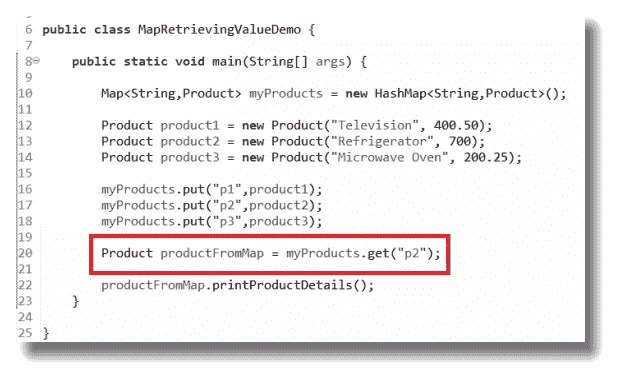 6 public class MapRetrievingValueDemo {
7
8 public static void main(String[] args) {
9
10 Map<String,Product> myProducts = new HashMap<String,Product>();
11
12 Product product1 = new Product("Television", 400.50);
13 Product product2 = new Product("Refrigerator", 700);
14 Product product3 = new Product("Microwave Oven", 200.25);
15
16 myProducts.put("p1",product1);
17 myProducts.put("p2",product2);
18 myProducts.put("p3",product3);
19
20 Product productFromMap = myProducts.get("p2");
21
22 productFromMap.printProductDetails();
23 }
24
25 }